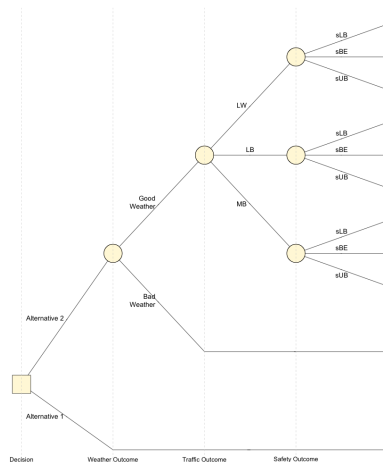 sLB
sBE
sUB
LW
sLB
LB
sBE
sUB
Good
Weather
MB
sLB
sBE
sUB
Bad
Weather
Alternative 2
Alternative 1
Decision
Weather Outcome
Traffic Outcome
Safety Outcome